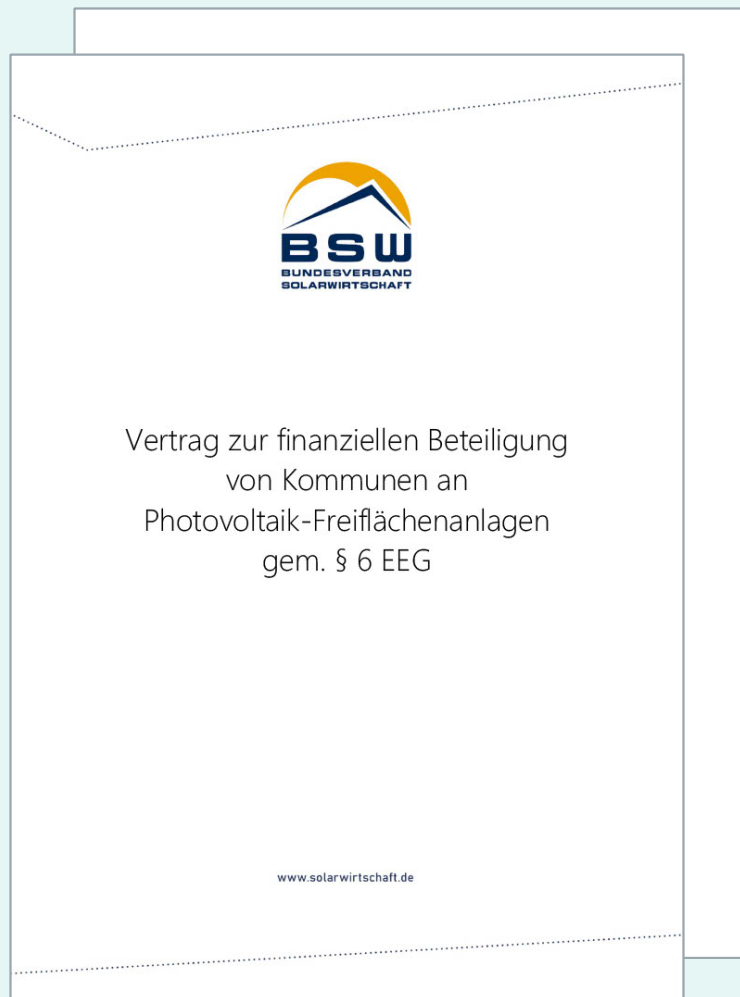 BSW
BUNDESVERBAND
SOLARWIRTSCHAFT
Vertrag zur finanziellen Beteiligung
von Kommunen an
Photovoltaik-Freiflächenanlagen
gem. § 6 EEG
www.solarwirtschaft.de